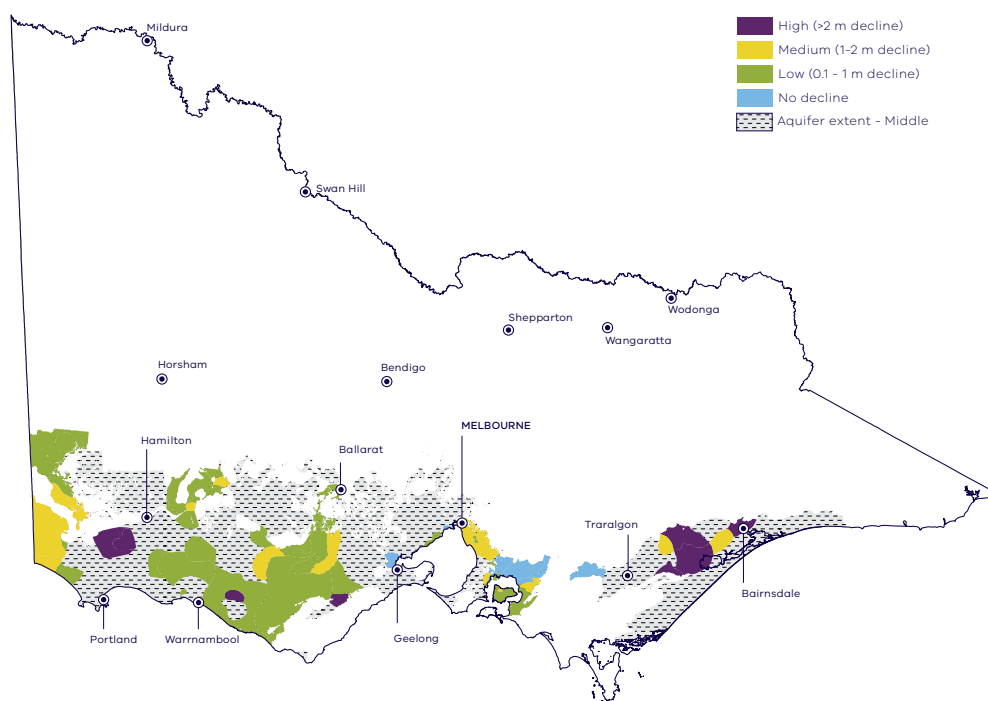 Mildura
High (>2 m decline)
Medium (1-2 m decline)
Low (0.1 - 1 m decline)
No decline
Aquifer extent - Middle
Swan Hill
Wodonga
Shepparton
Wangaratta
Horsham
Bendigo
MELBOURNE
Hamilton
Ballarat
Traralgon
Bairnsdale
Portland
Warrnambool
Geelong